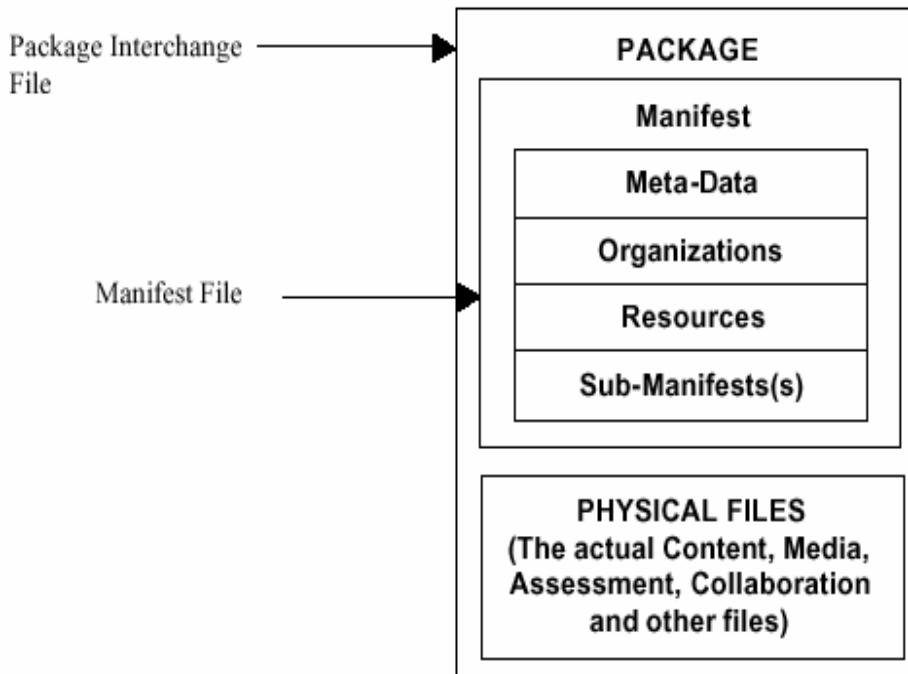 Package Interchange
File
PACKAGE
Manifest
Meta-Data
Organizations
Manifest File
Resources
Sub-Manifests(s)
PHYSICAL FILES
(The actual Content, Media,
Assessment, Collaboration
and other files)